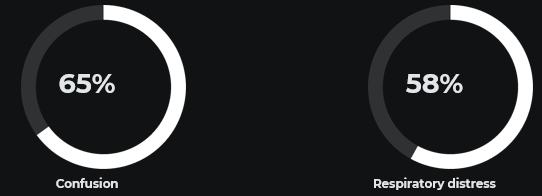 65%
58%
Confusion
Respiratory distress